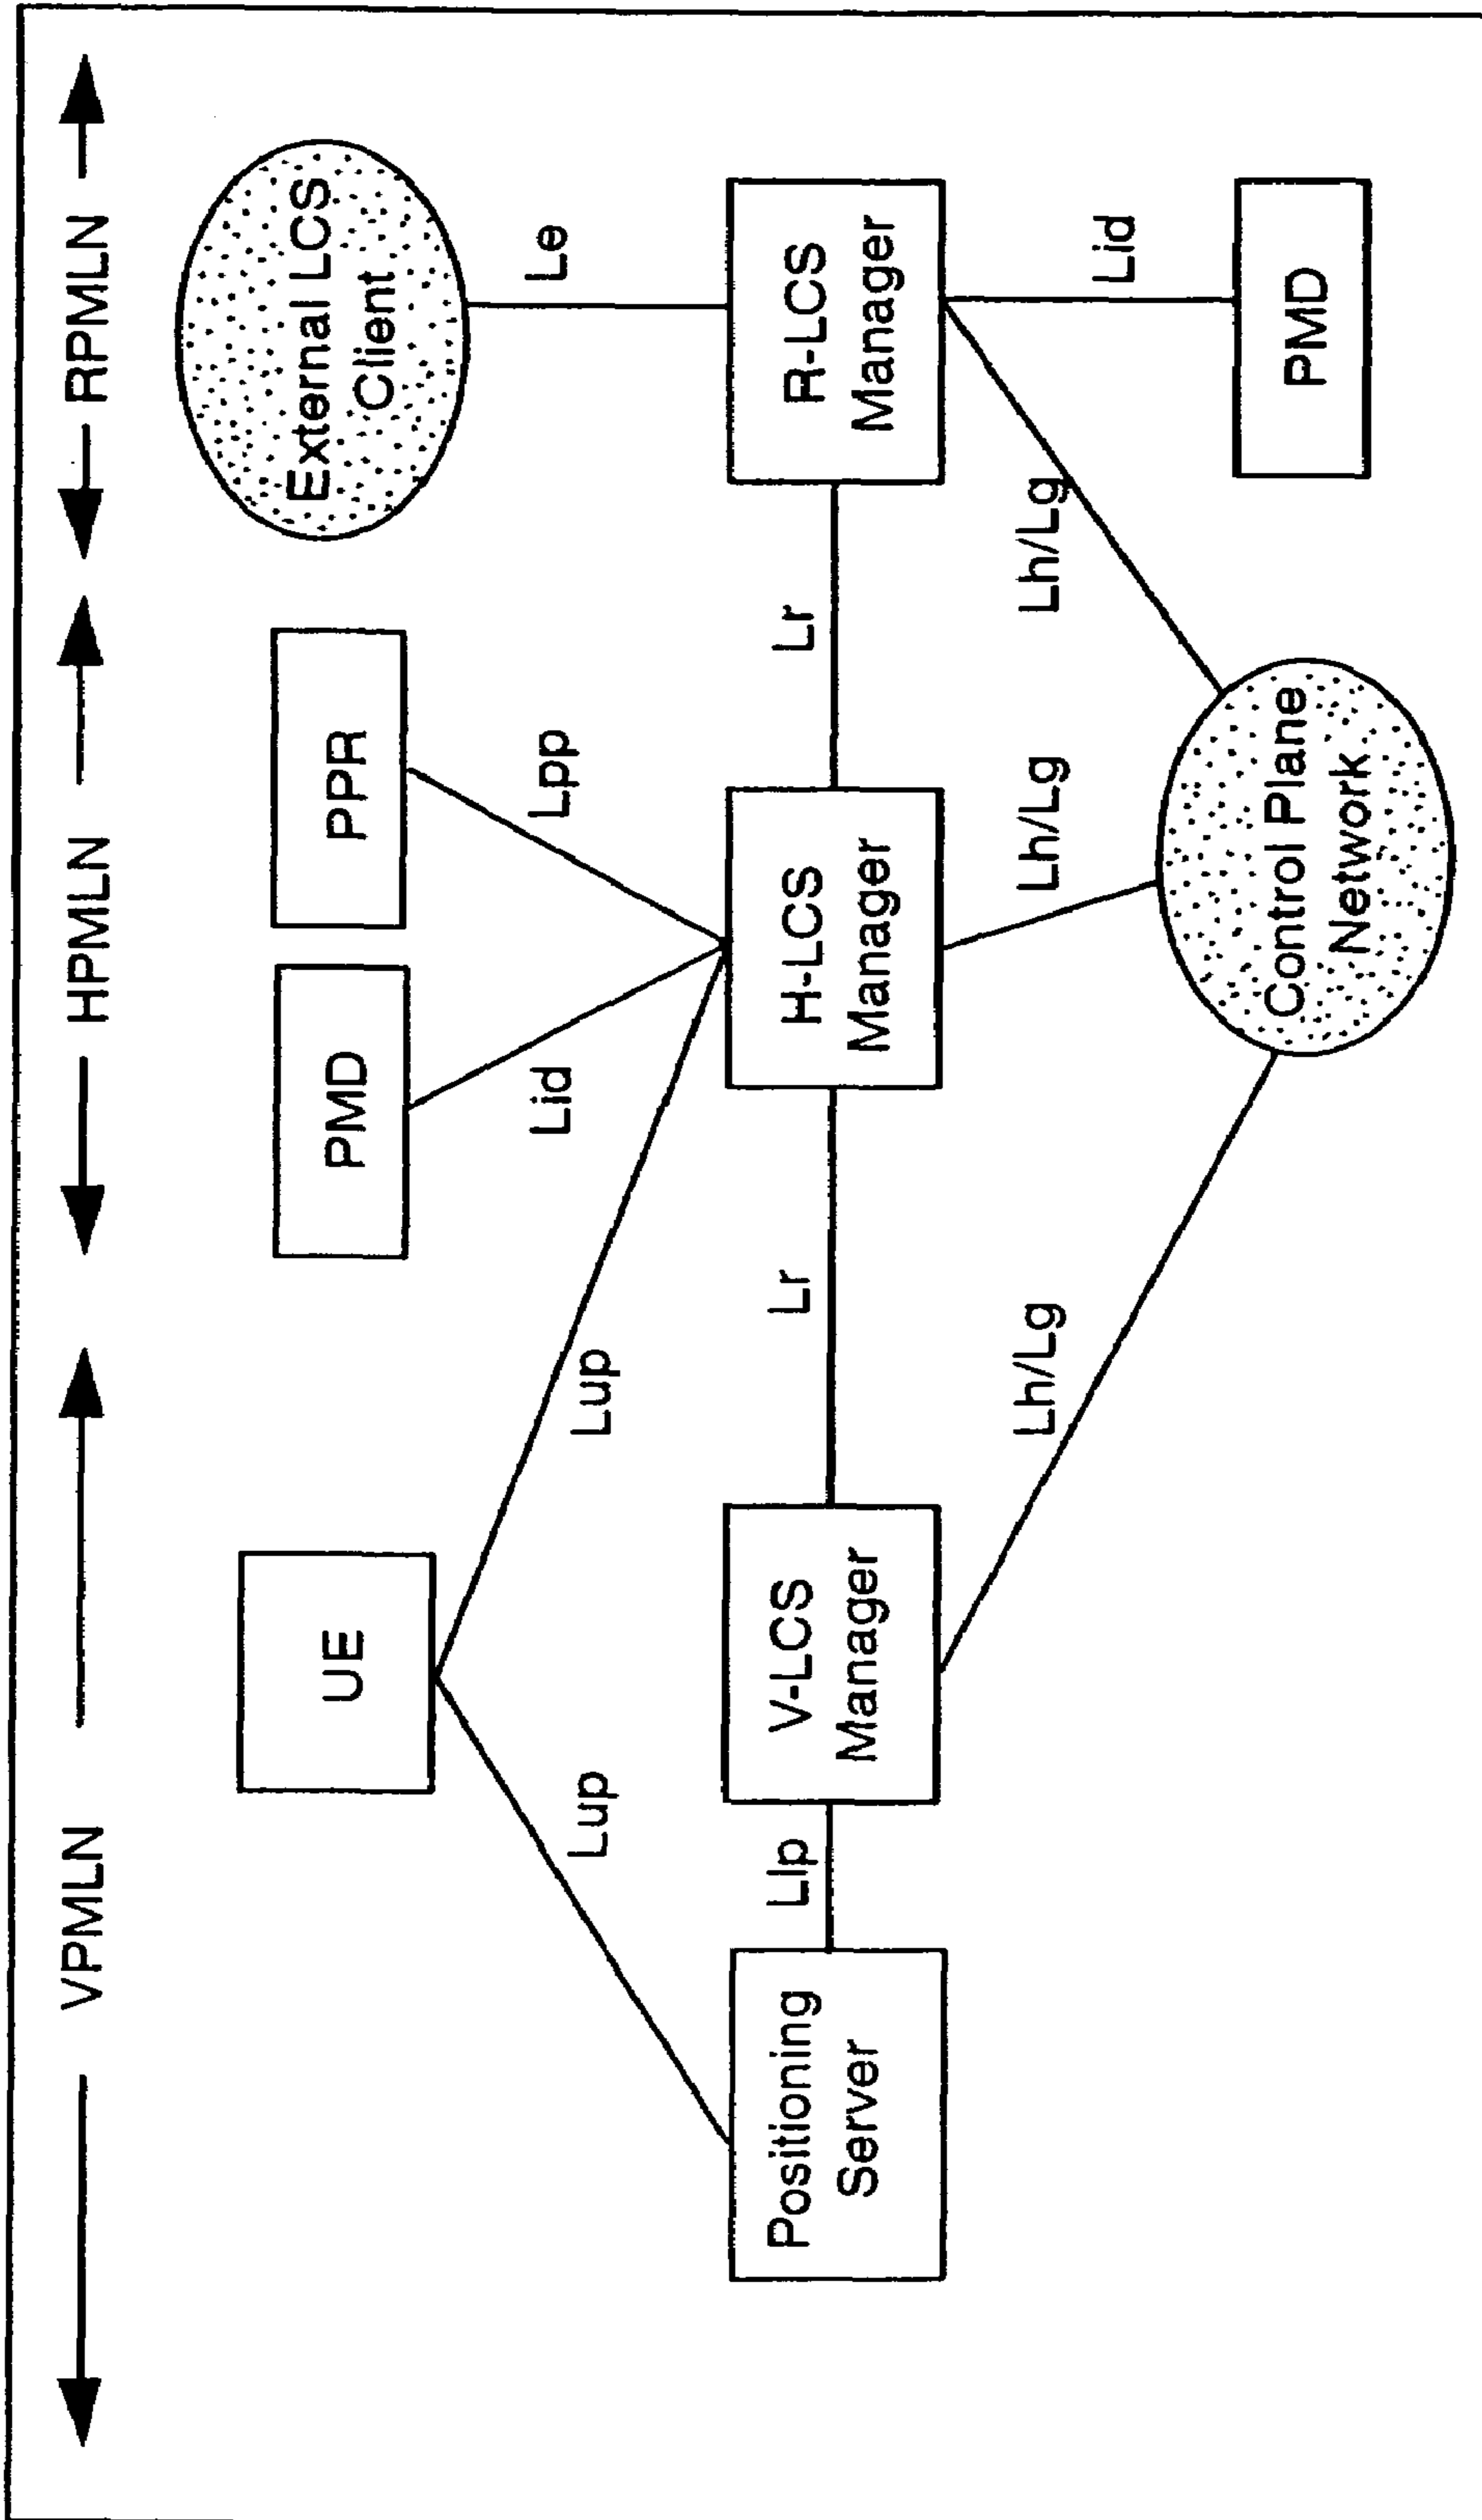 VPMLN
HPMLN
RPMLN
UE
PMD
PPR
External LCS
Client
Lup
Lup
Lid
Lpp
Le
Positioning
Server
Llp
V-LCS
Manager
Lr
H-LCS
Manager
Lr
R-LCS
Manager
Lh/Lg
Lh/Lg
Lh/Lg
Lid
Control Plane
Network
PMD